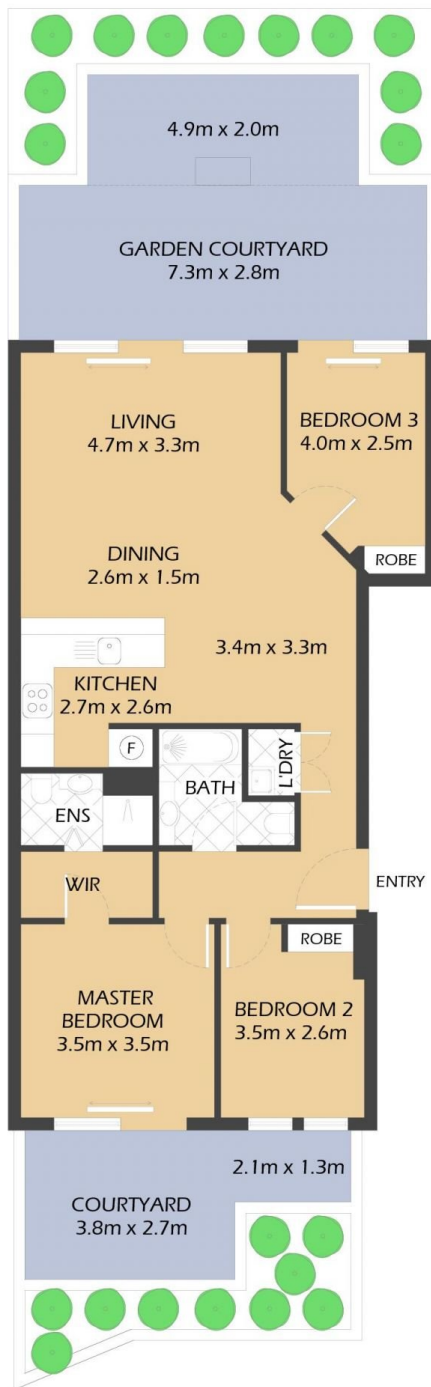 4.9m x 2.0m
GARDEN COURTYARD
7.3m x 2.8m
LIVING
4.7m x 3.3m
BEDROOM 3
4.0m x 2.5m
ROBE
DINING
2.6m x 1.5m
3.4m x 3.3m
KITCHEN
2.7m x 2.6m
F
BATH
L'DRY
ENS
WIR
ENTRY
ROBE
MASTER
BEDROOM
3.5m x 3.5m
BEDROOM 2
3.5m x 2.6m
2.1m x 1.3m
COURTYARD
3.8m x 2.7m